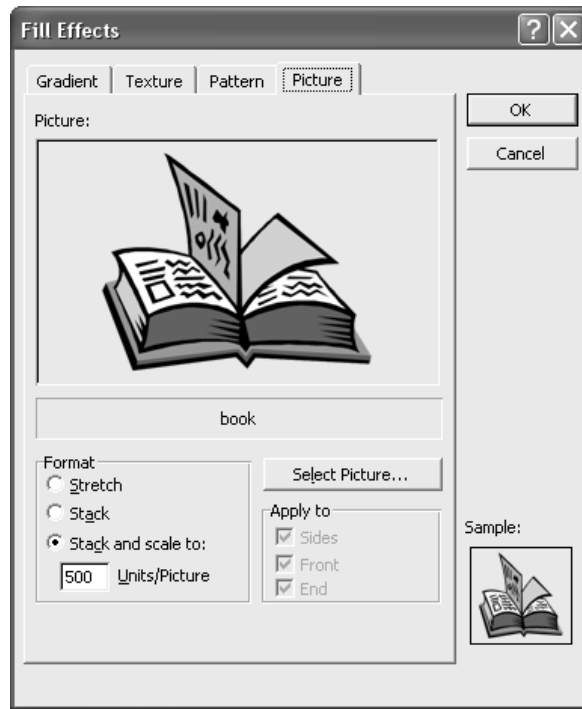 Fill Effects
Gradient Texture Pattern Picture
OK
Cancel
Picture:
book
Format
Stretch
Stack
Stack and scale to:
500 Units/Picture
Select Picture...
Apply to
Sides
Front
End
Sample: